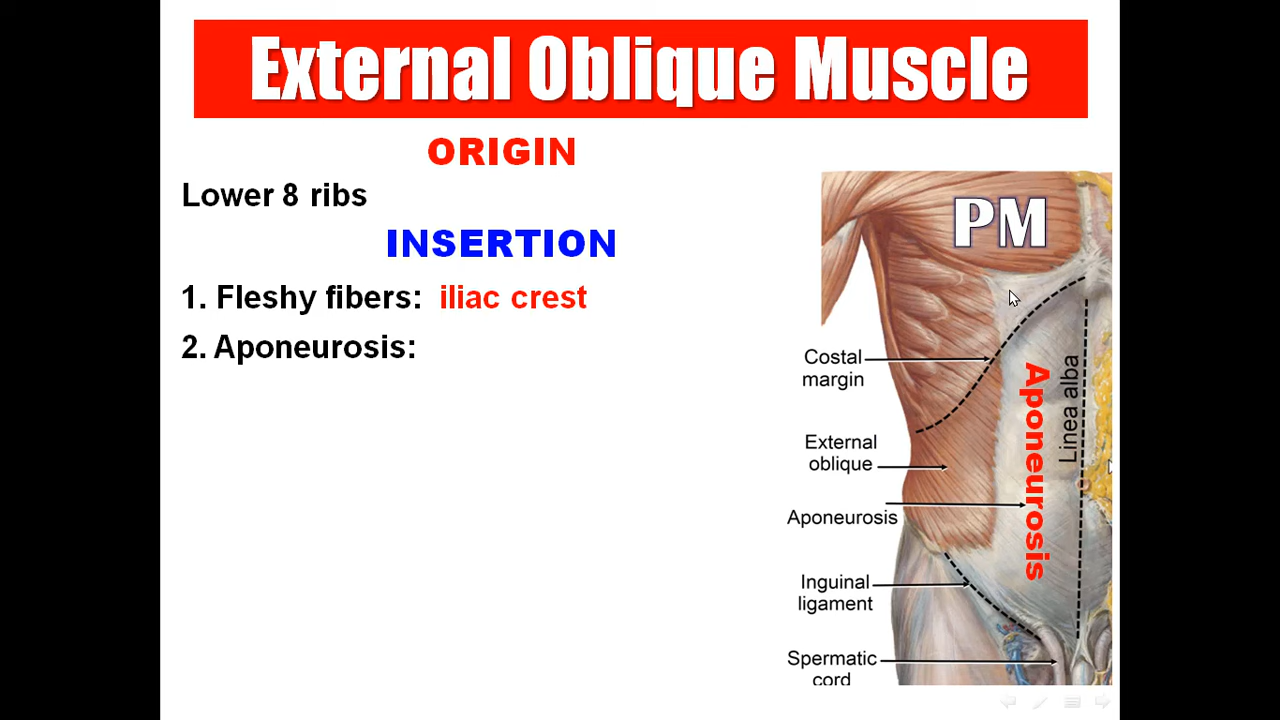 External Oblique Muscle
ORIGIN
Lower 8 ribs
INSERTION
1. Fleshy fibers: iliac crest
2. Aponeurosis:
PM
Costal
margin
External
oblique
Aponeurosis
Inguinal
ligament
Spermatic
cord
Linea alba
Aponeurosis